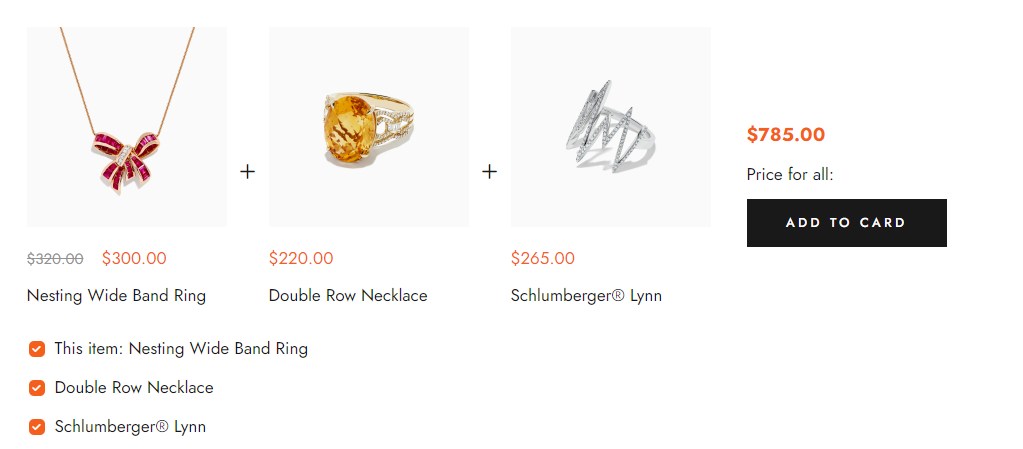 +
+
$320.00 $300.00
Nesting Wide Band Ring
$220.00
Double Row Necklace
$265.00
Schlumberger® Lynn
This item: Nesting Wide Band Ring
Double Row Necklace
Schlumberger® Lynn
$785.00
Price for all:
ADD TO CARD